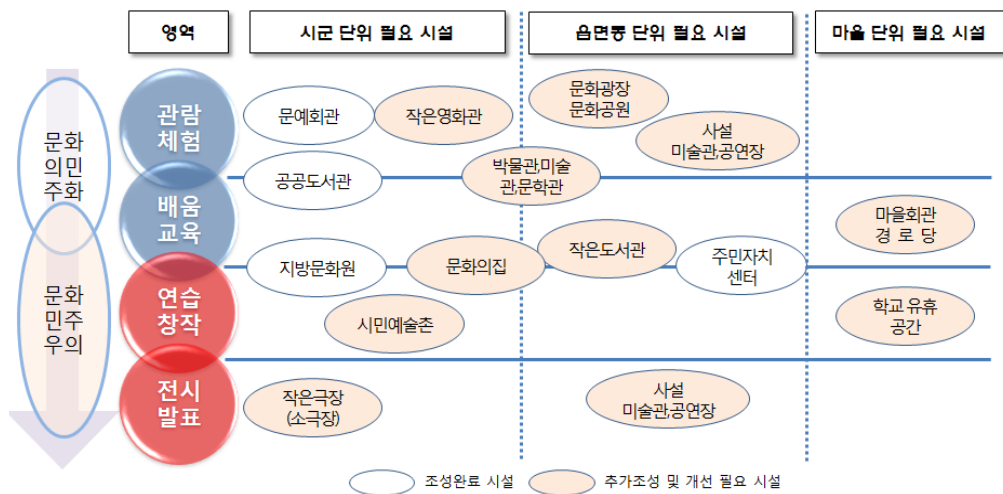 영역
시군 단위 필요 시설
읍면동 단위 필요 시설
마을 단위 필요 시설
문화
의민
주화
문화
민주
우의
관람
체험
배움
교육
연습
창작
전시
발표
문예회관
작은영화관
문화광장
문화공원
사설
미술관,공연장
공공도서관
박물관,미술
관,문학관
마을회관
경 로 당
지방문화원
문화의집
작은도서관
주민자치
센터
시민예술촌
학교 유휴
공간
작은극장
(소극장)
사설
미술관,공연장
조성완료 시설
추가조성 및 개선 필요 시설